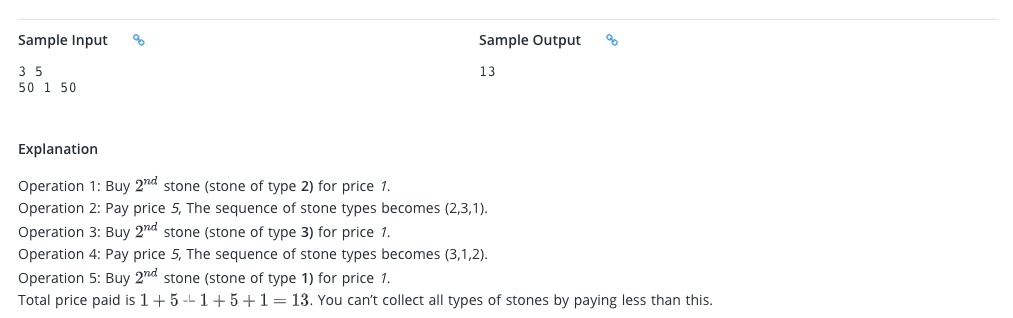 Sample Input Sample Output
3 5 13
50 1 50
Explanation
Operation 1: Buy 2nd stone (stone of type 2) for price 1.
Operation 2: Pay price 5, The sequence of stone types becomes (2,3,1).
Operation 3: Buy 2nd stone (stone of type 3) for price 1.
Operation 4: Pay price 5, The sequence of stone types becomes (3,1,2).
Operation 5: Buy 2nd stone (stone of type 1) for price 1.
Total price paid is 1 + 5 + 1 + 5 + 1 = 13. You can't collect all types of stones by paying less than this.